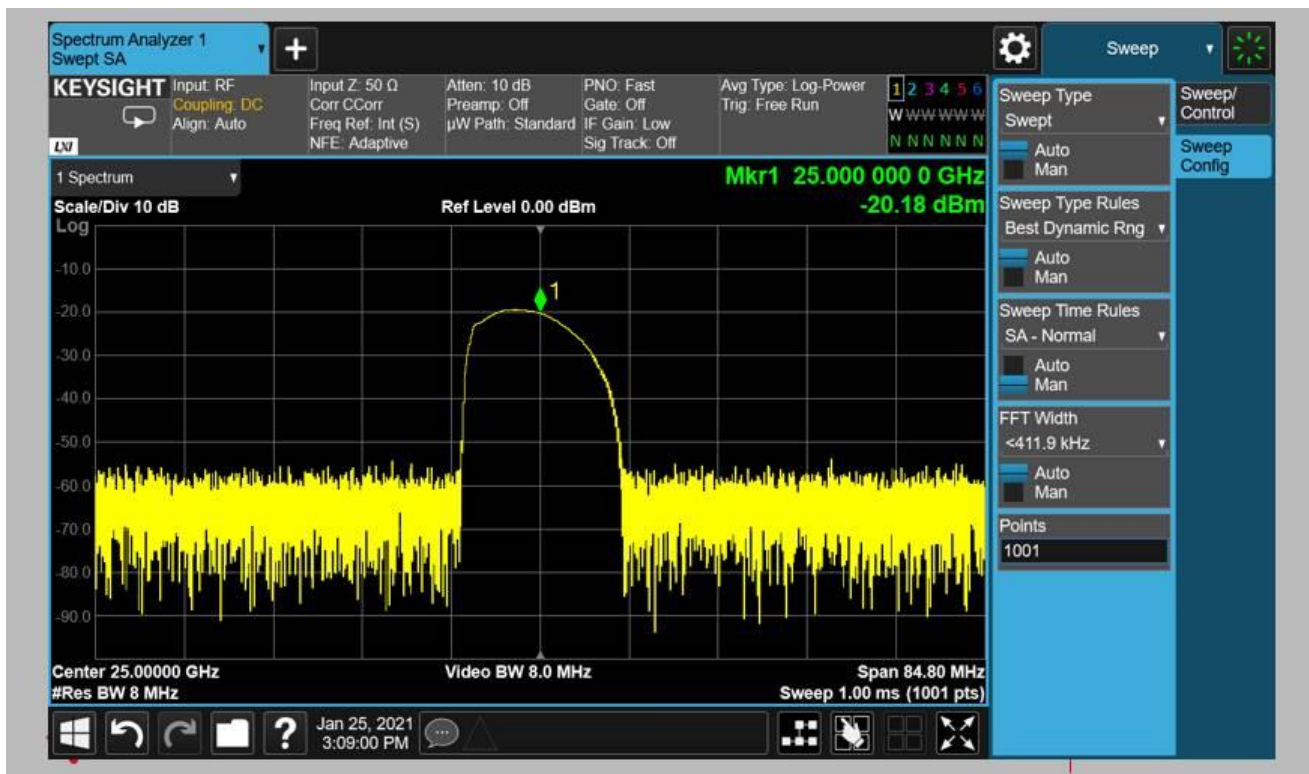 Spectrum Analyzer 1
Swept SA
+
Sweep
KEYSIGHT
LXI
Input: RF
Coupling: DC
Align: Auto
Input Z: 50 Ω
Corr CCorr
Freq Ref: Int (S)
NFE: Adaptive
Atten: 10 dB
Preamp: Off
µW Path: Standard
PNO: Fast
Gate: Off
IF Gain: Low
Sig Track: Off
Avg Type: Log-Power
Trig: Free Run
1 2 3 4 5 6
W W W W W W
N N N N N N
1 Spectrum
Mkr1 25.000 000 0 GHz
-20.18 dBm
Scale/Div 10 dB
Ref Level 0.00 dBm
Log
-10.0
-20.0
-30.0
-40.0
-50.0
-60.0
-70.0
-80.0
-90.0
1
Center 25.00000 GHz
Video BW 8.0 MHz
Span 84.80 MHz
#Res BW 8 MHz
Sweep 1.00 ms (1001 pts)
Sweep Type
Swept
Auto
Man
Sweep Type Rules
Best Dynamic Rng
Auto
Man
Sweep Time Rules
SA - Normal
Auto
Man
FFT Width
<411.9 kHz
Auto
Man
Points
1001
Sweep/
Control
Sweep
Config
?
Jan 25, 2021
3:09:00 PM